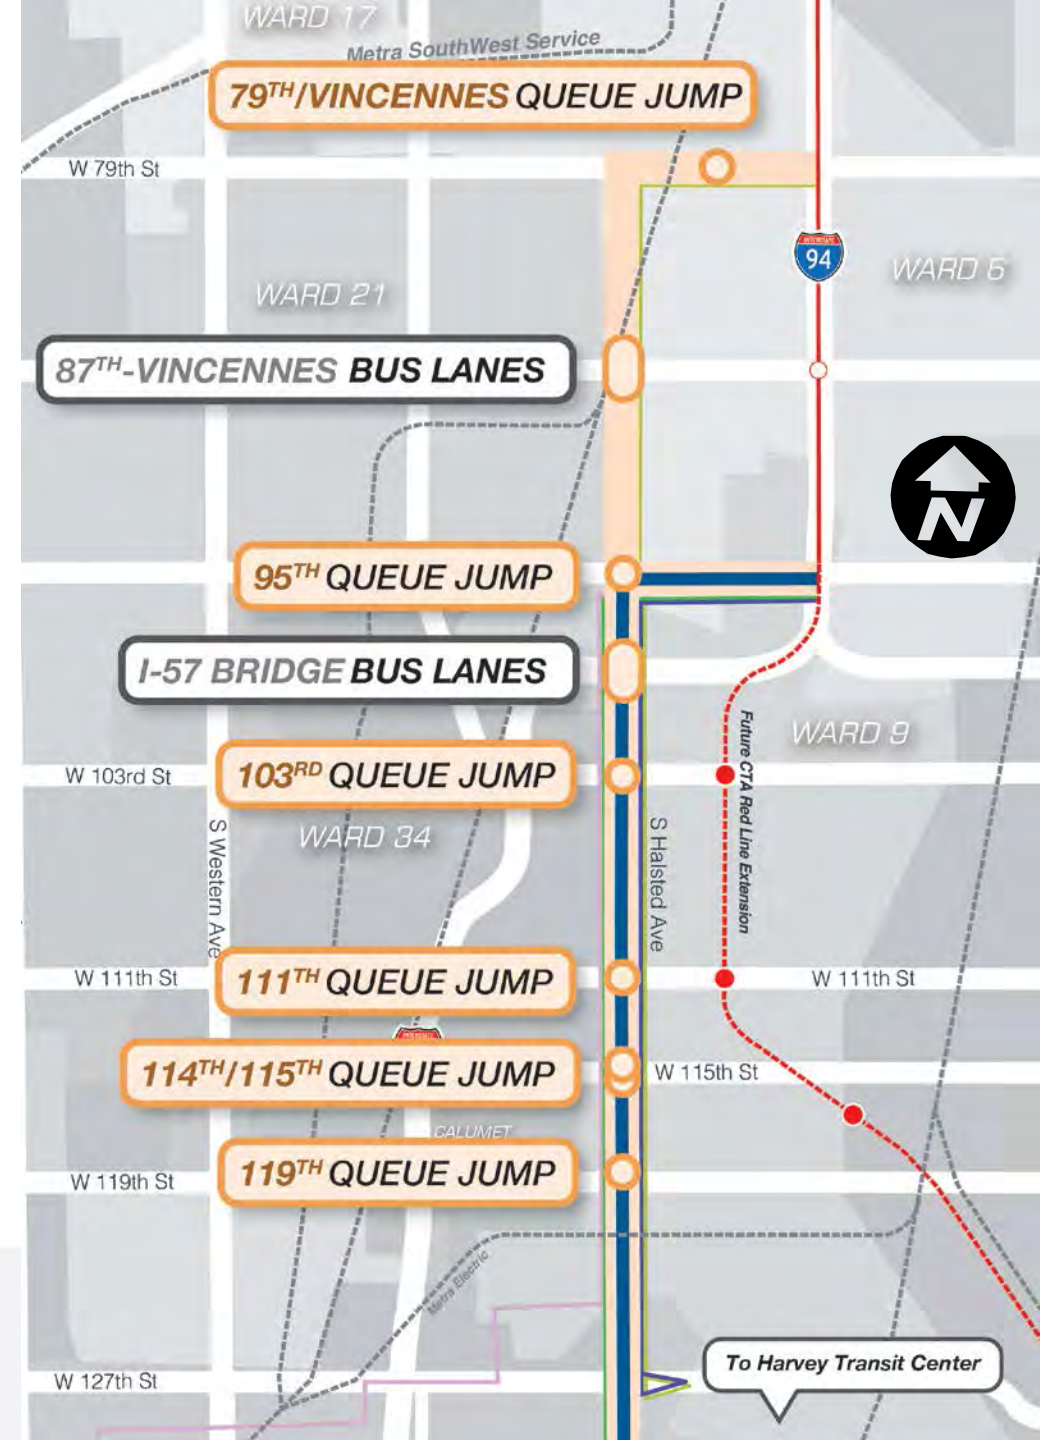 WARD 17
Metra SouthWest Service
79TH/VINCENNES QUEUE JUMP
W 79th St
INTERSTATE
94
WARD 6
WARD 21
87TH-VINCENNES BUS LANES
N
95TH QUEUE JUMP
I-57 BRIDGE BUS LANES
WARD 9
Future CTA Red Line Extension
103RD QUEUE JUMP
W 103rd St
S Western Ave
WARD 34
S Halsted Ave
111TH QUEUE JUMP
W 111th St
W 111th St
INTERSTATE
114TH/115TH QUEUE JUMP
W 115th St
CALUMET
119TH QUEUE JUMP
W 119th St
Metra Electric
To Harvey Transit Center
W 127th St